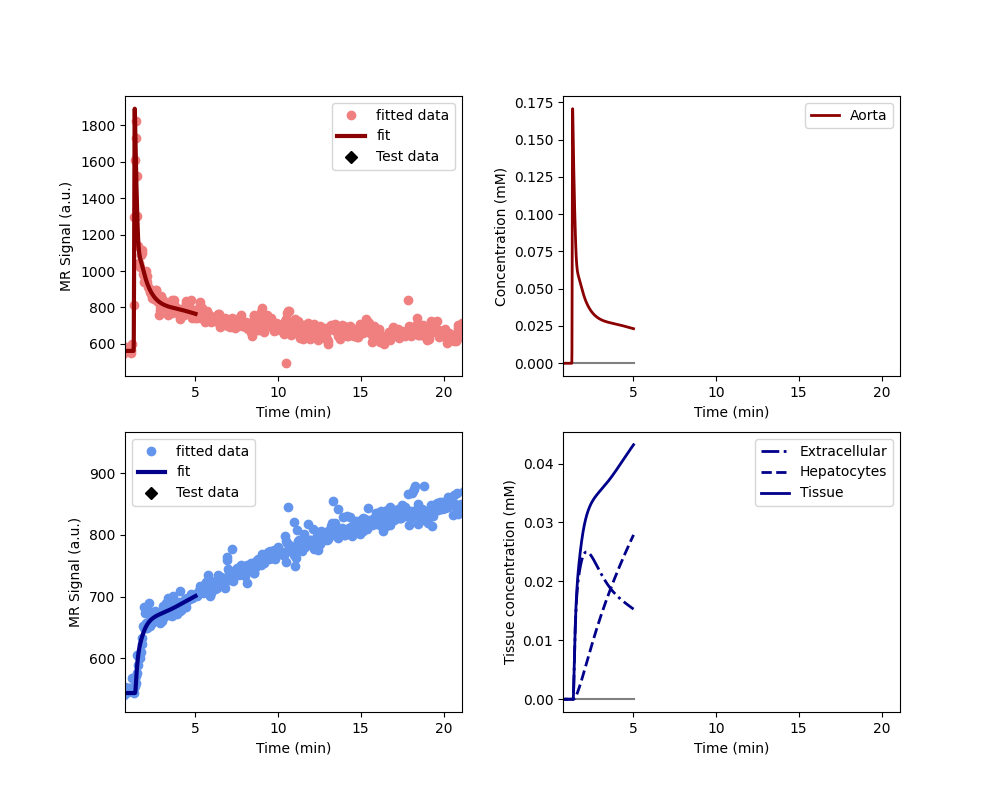 1800
1600
1400
1200
1000
800
600
MR Signal (a.u.)
5
10
15
20
Time (min)
fitted data
fit
Test data
0.175
0.150
0.125
0.100
0.075
0.050
0.025
0.000
Concentration (mM)
5
10
15
20
Time (min)
Aorta
900
800
700
600
MR Signal (a.u.)
5
10
15
20
Time (min)
fitted data
fit
Test data
0.04
0.03
0.02
0.01
0.00
Tissue concentration (mM)
5
10
15
20
Time (min)
Extracellular
Hepatocytes
Tissue